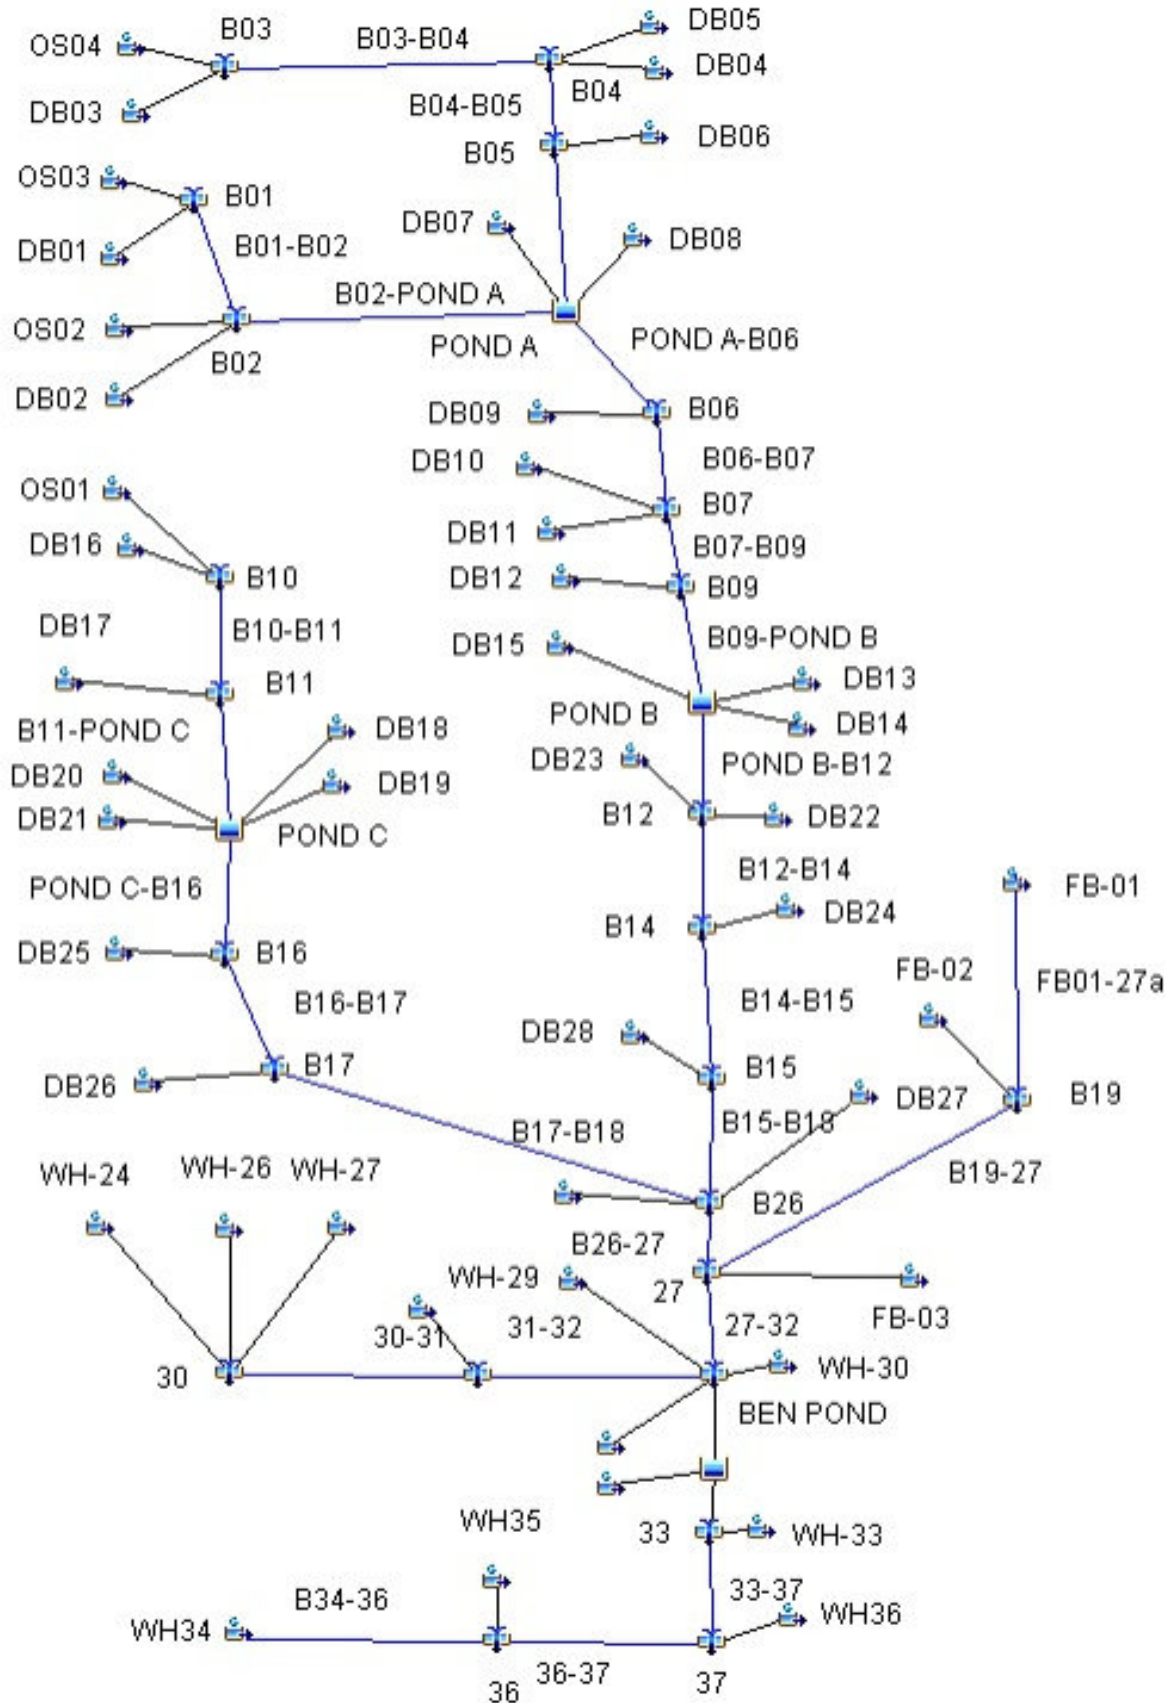 B03
B03-B04
DB05
OS04
DB04
B04
B04-B05
DB03
DB06
B05
OS03
B01
DB07
DB08
DB01
B01-B02
B02-POND A
OS02
POND A
POND A-B06
B02
DB02
DB09
B06
DB10
B06-B07
OS01
B07
DB11
DB16
B07-B09
B10
DB12
B09
DB17
B10-B11
B09-POND B
DB15
B11
DB13
POND B
B11-POND C
DB18
DB14
DB23
POND B-B12
DB20
DB19
B12
DB21
DB22
POND C
B12-B14
POND C-B16
FB-01
B14
DB24
DB25
B16
FB-02
FB01-27a
B16-B17
B14-B15
DB28
B17
B15
DB26
DB27
B19
B17-B18
B15-B18
WH-24
WH-26
WH-27
B19-27
B26
B26-27
WH-29
27
FB-03
30-31
31-32
27-32
30
WH-30
BEN POND
WH35
33
WH-33
B34-36
33-37
WH34
WH36
36-37
36
37